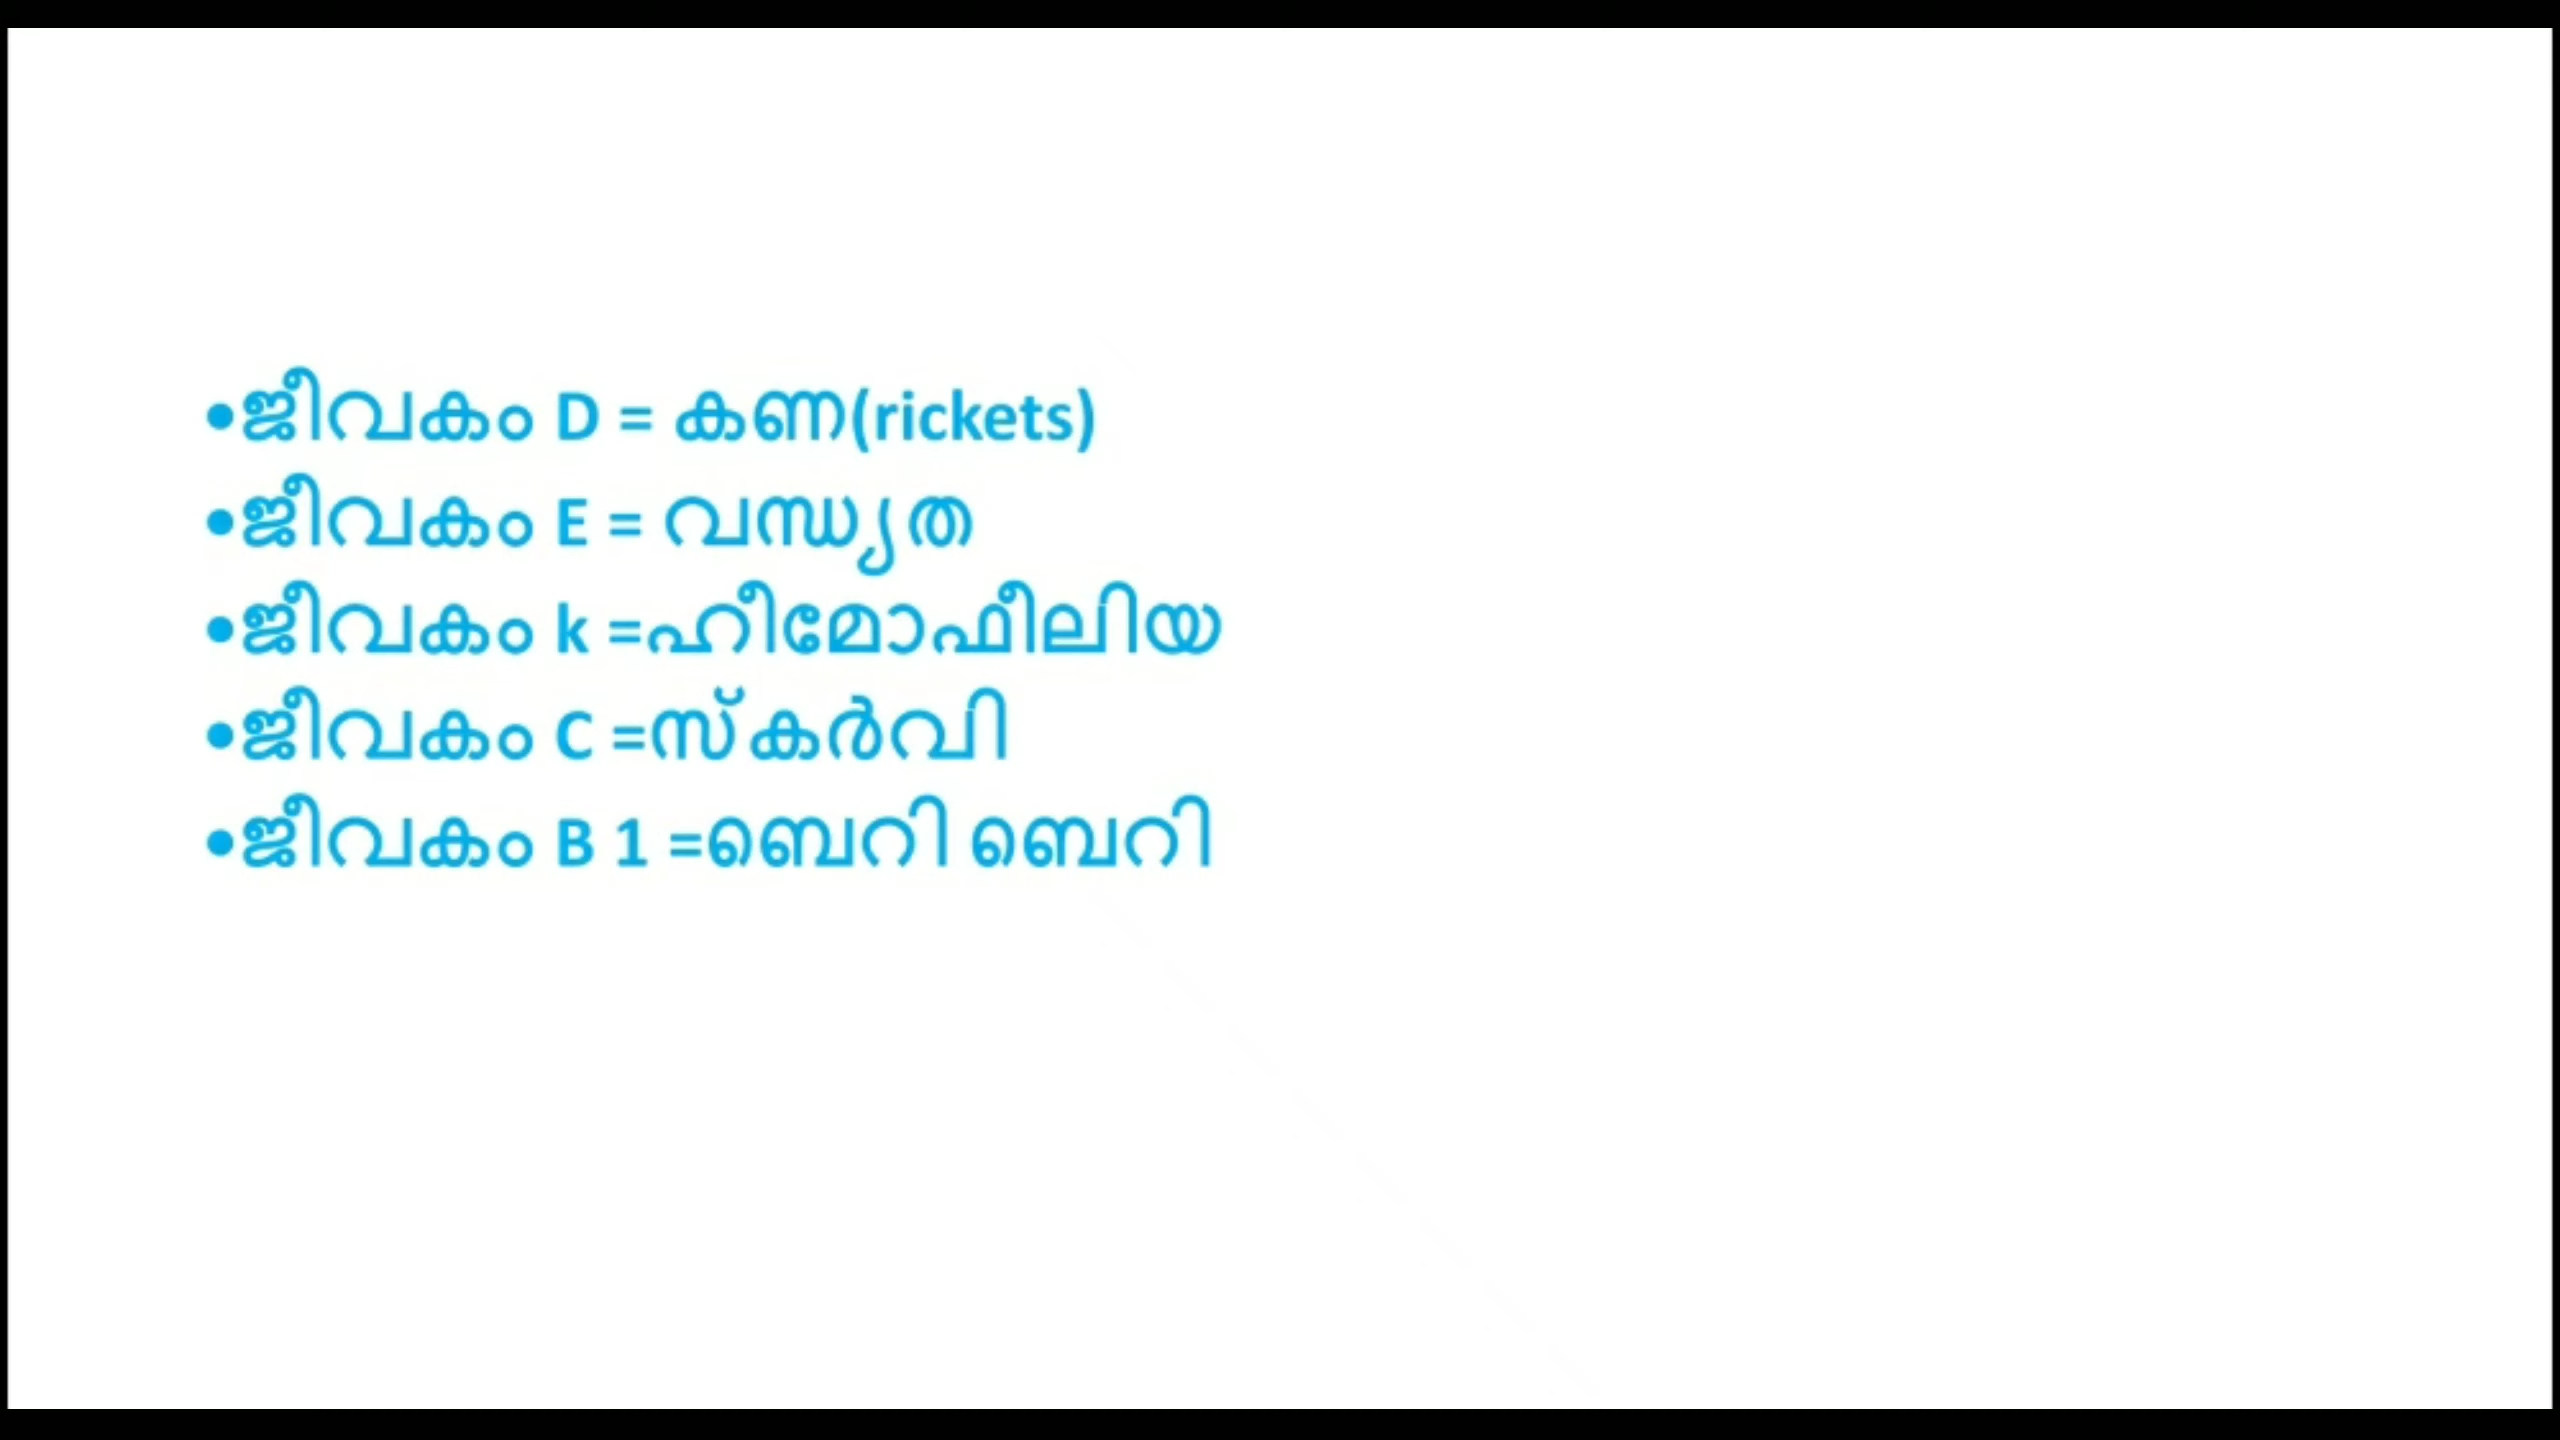 •ജീവകം D = കണ(rickets)
•ജീവകം E = വന്ധ്യത
•ജീവകം k =ഹീമോഫീലിയ
•ജീവകം C =സ്കർവി
•ജീവകം B 1 =ബെറി ബെറി